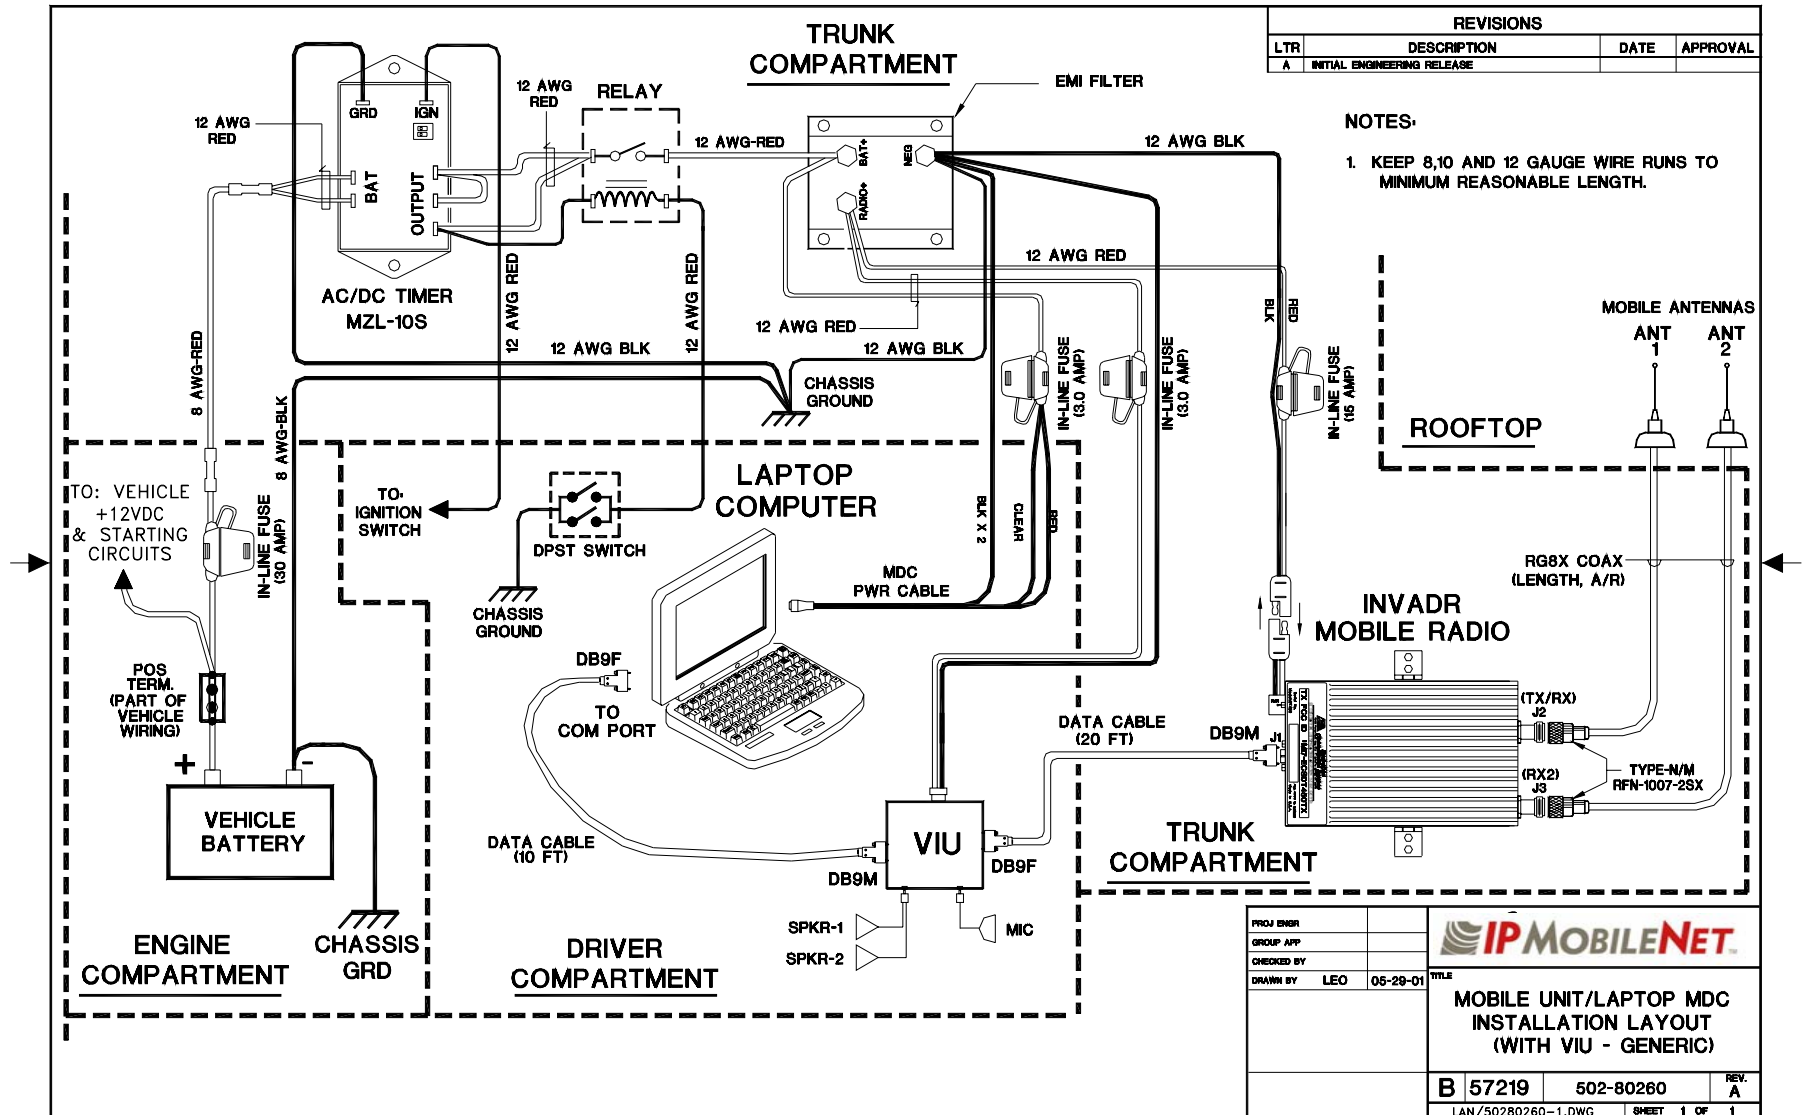 TRUNK
COMPARTMENT
REVISIONS
LTR DESCRIPTION DATE APPROVAL
A INITIAL ENGINEERING RELEASE
NOTES:
1. KEEP 8,10 AND 12 GAUGE WIRE RUNS TO
MINIMUM REASONABLE LENGTH.
EMI FILTER
12 AWG
RED
RELAY
12 AWG
RED
GRD
IGN
BAT
OUTPUT
12 AWG-RED
BAT+
NEG
RADIO+
12 AWG BLK
AC/DC TIMER
MZL-10S
12 AWG RED
12 AWG RED
12 AWG RED
12 AWG RED
BLK
RED
8 AWG-RED
12 AWG BLK
12 AWG BLK
CHASSIS
GROUND
IN-LINE FUSE
(3.0 AMP)
IN-LINE FUSE
(3.0 AMP)
IN-LINE FUSE
(15 AMP)
MOBILE ANTENNAS
ANT
1
ANT
2
ROOFTOP
8 AWG-BLK
TO: VEHICLE
+12VDC
& STARTING
CIRCUITS
IN-LINE FUSE
(30 AMP)
TO:
IGNITION
SWITCH
DPST SWITCH
CHASSIS
GROUND
LAPTOP
COMPUTER
BLK X 2
CLEAR
RED
MDC
PWR CABLE
RG8X COAX
(LENGTH, A/R)
INVADR
MOBILE RADIO
POS
TERM.
(PART OF
VEHICLE
WIRING)
+
-
VEHICLE
BATTERY
DB9F
TO
COM PORT
DATA CABLE
(20 FT)
DB9M
J1
(TX/RX)
J2
(RX2)
J3
TYPE-N/M
RFN-1007-2SX
DATA CABLE
(10 FT)
DB9M
VIU
DB9F
TRUNK
COMPARTMENT
SPKR-1
SPKR-2
MIC
ENGINE
COMPARTMENT
CHASSIS
GRD
DRIVER
COMPARTMENT
PROJ ENGR
GROUP APP
CHECKED BY
DRAWN BY LEO 05-29-01
IPMOBILENET
TITLE
MOBILE UNIT/LAPTOP MDC
INSTALLATION LAYOUT
(WITH VIU - GENERIC)
B 57219 502-80260 REV. A
LAN/50280260-1.DWG SHEET 1 OF 1